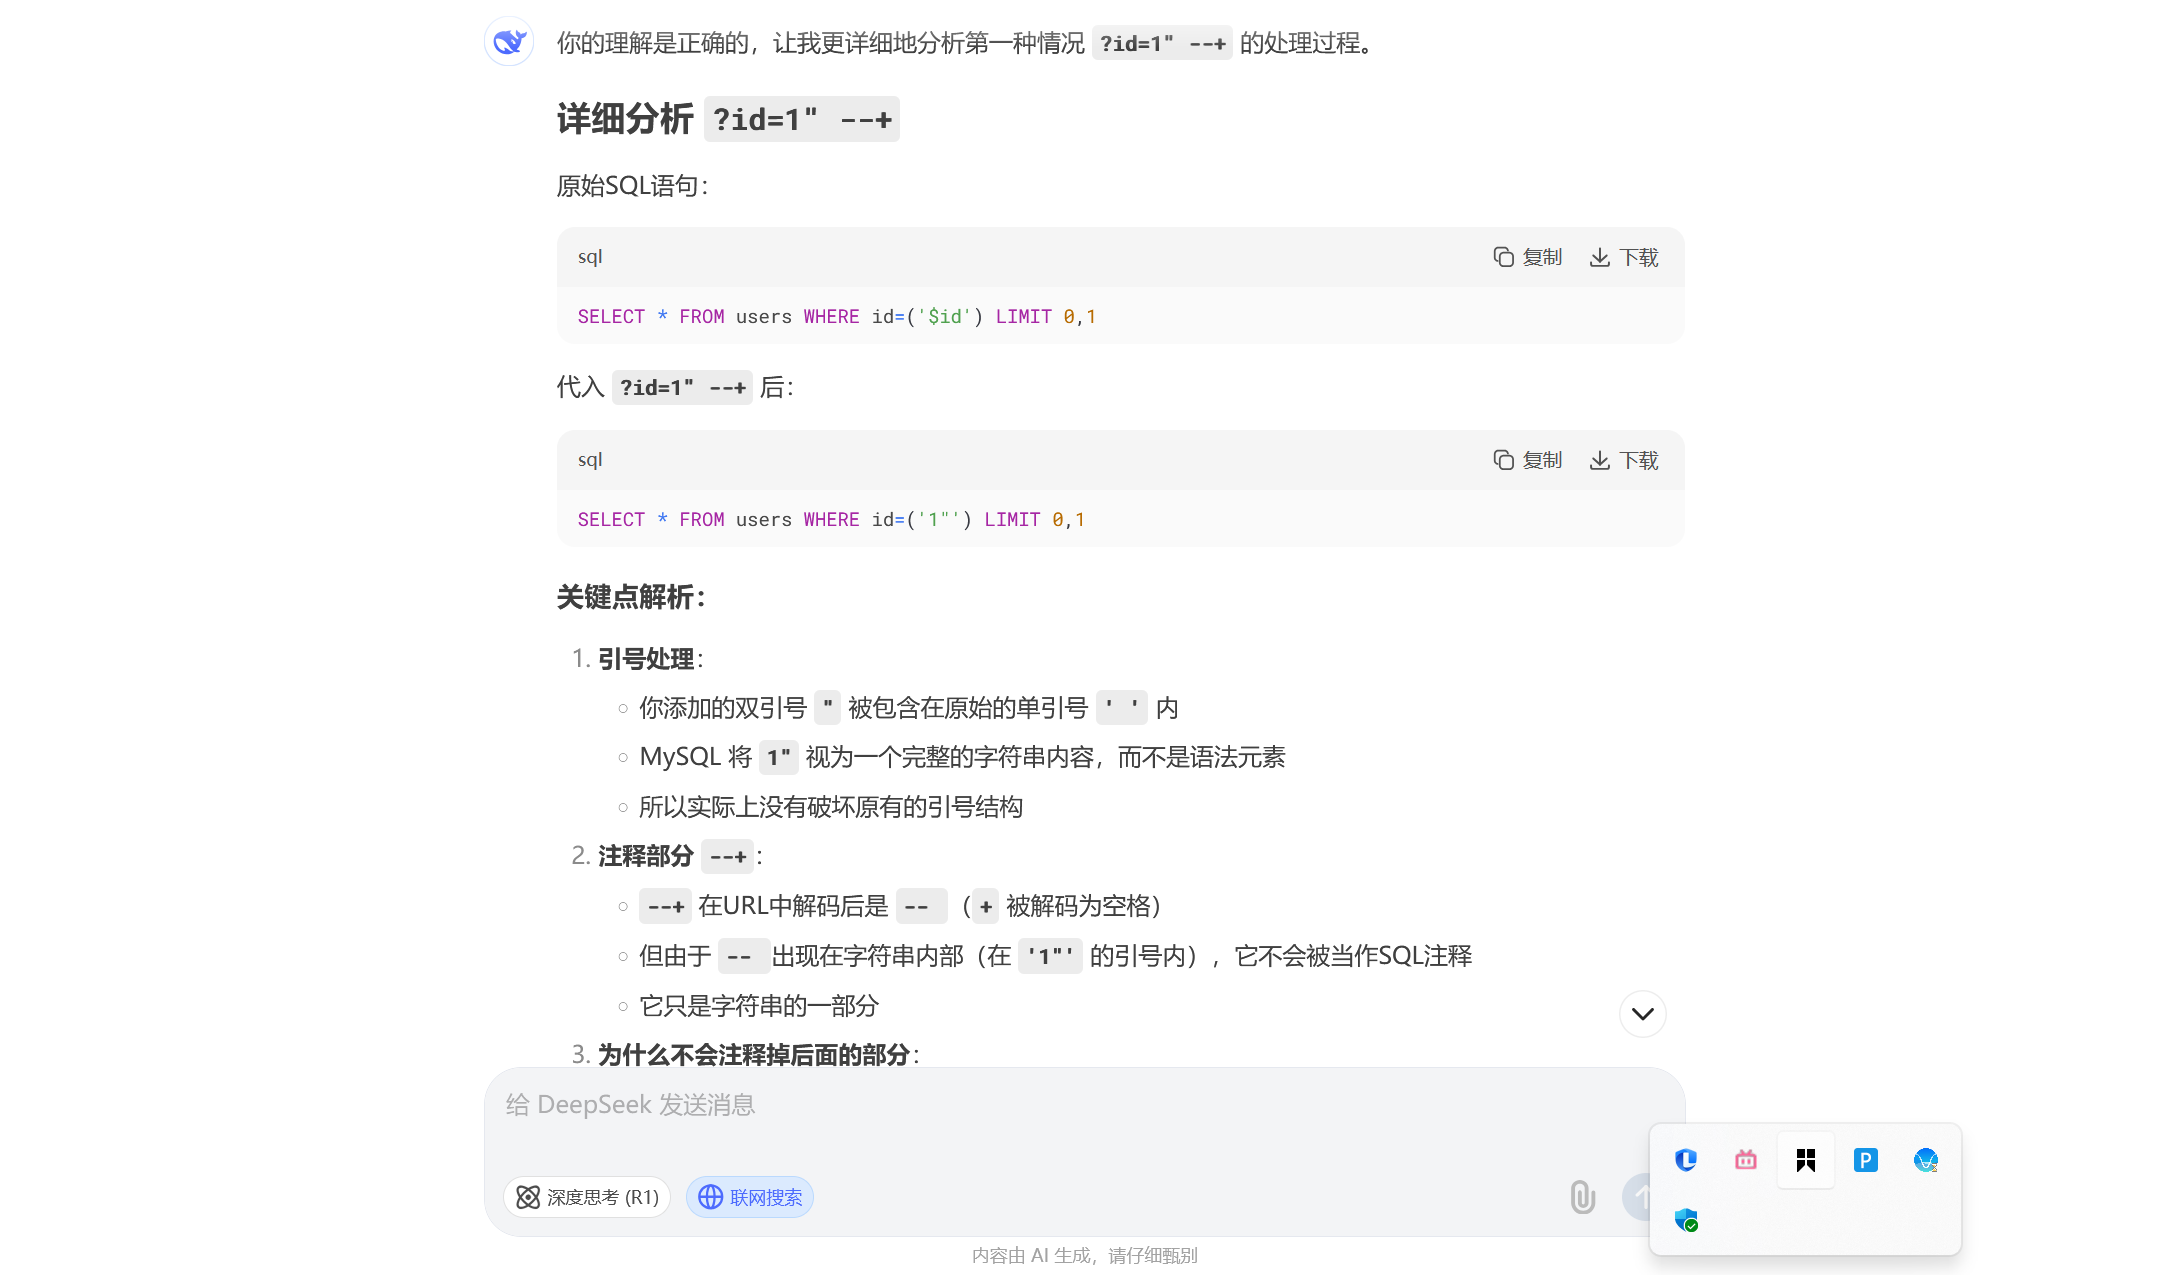 你的理解是正确的，让我更详细地分析第一种情况 ?id=1" --+ 的处理过程。
详细分析 ?id=1" --+
原始SQL语句：
sql 复制 下载
SELECT * FROM users WHERE id=('$id') LIMIT 0,1
代入 ?id=1" --+ 后：
sql 复制 下载
SELECT * FROM users WHERE id=('1"') LIMIT 0,1
关键点解析：
1. 引号处理：
○ 你添加的双引号 " 被包含在原始的单引号 ' ' 内
○ MySQL 将 1" 视为一个完整的字符串内容，而不是语法元素
○ 所以实际上没有破坏原有的引号结构
2. 注释部分 --+：
○ --+ 在URL中解码后是 -- （+ 被解码为空格）
○ 但由于 -- 出现在字符串内部（在 '1"' 的引号内），它不会被当作SQL注释
○ 它只是字符串的一部分
3. 为什么不会注释掉后面的部分：
给 DeepSeek 发送消息
深度思考 (R1) 联网搜索
内容由 AI 生成，请仔细甄别